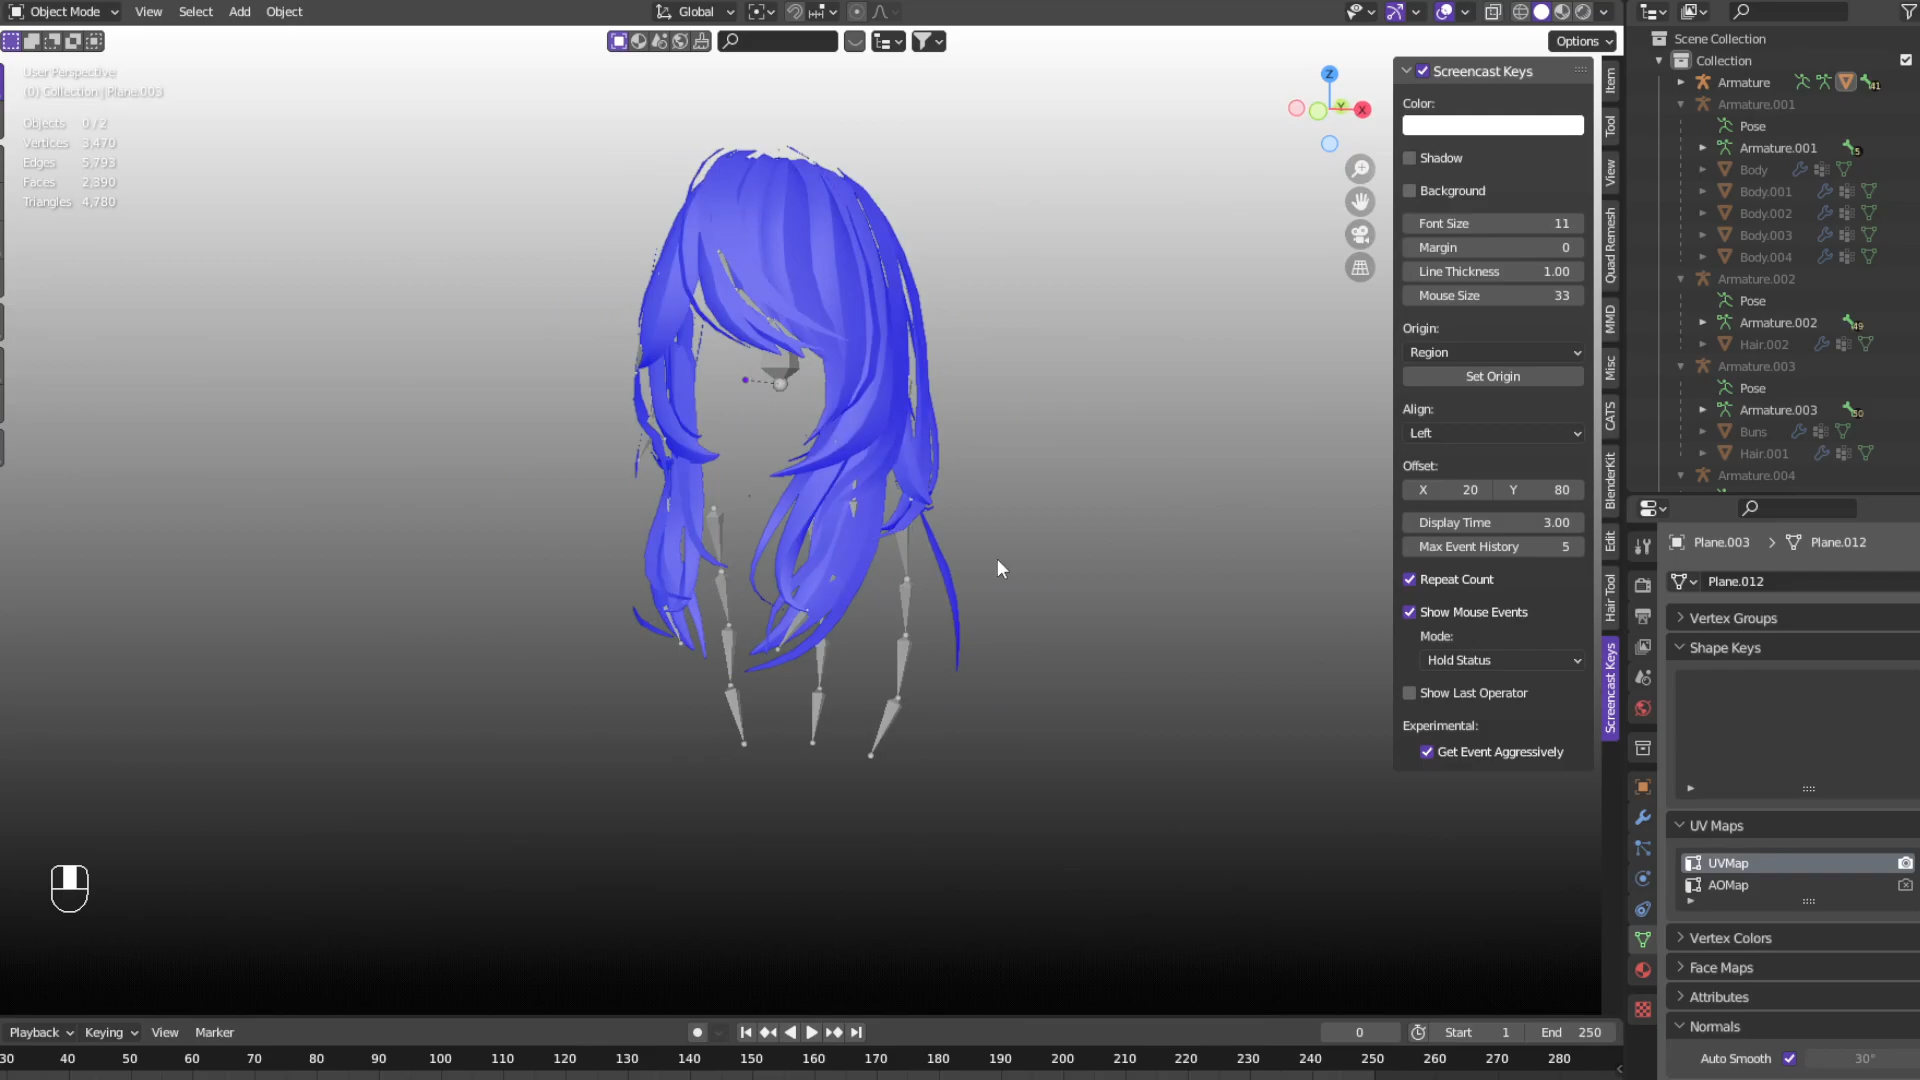 Object Mode View Select Add Object Global
Options
User Perspective
(0) Collection | Plane.003
Objects 0 / 2
Vertices 3,470
Edges 5,793
Faces 2,390
Triangles 4,780
Z
Y
X
Screencast Keys
Color:
Shadow
Background
Font Size 11
Margin 0
Line Thickness 1.00
Mouse Size 33
Origin:
Region
Set Origin
Align:
Left
Offset:
X 20 Y 80
Display Time 3.00
Max Event History 5
Repeat Count
Show Mouse Events
Mode:
Hold Status
Show Last Operator
Experimental:
Get Event Aggressively
Item
Tool
View
Quad Remesh
MMD
Misc
CATS
BlenderKit
Edit
Hair Tool
Screencast Keys
Scene Collection
Collection
Armature 41
Armature.001
Pose
Armature.001 5
Body
Body.001
Body.002
Body.003
Body.004
Armature.002
Pose
Armature.002 49
Hair.002
Armature.003
Pose
Armature.003 50
Buns
Hair.001
Armature.004
Plane.003 > Plane.012
Plane.012
Vertex Groups
Shape Keys
UV Maps
UVMap
AOMap
Vertex Colors
Face Maps
Attributes
Normals
Auto Smooth 30°
Playback Keying View Marker 0 Start 1 End 250
30 40 50 60 70 80 90 100 110 120 130 140 150 160 170 180 190 200 210 220 230 240 250 260 270 280